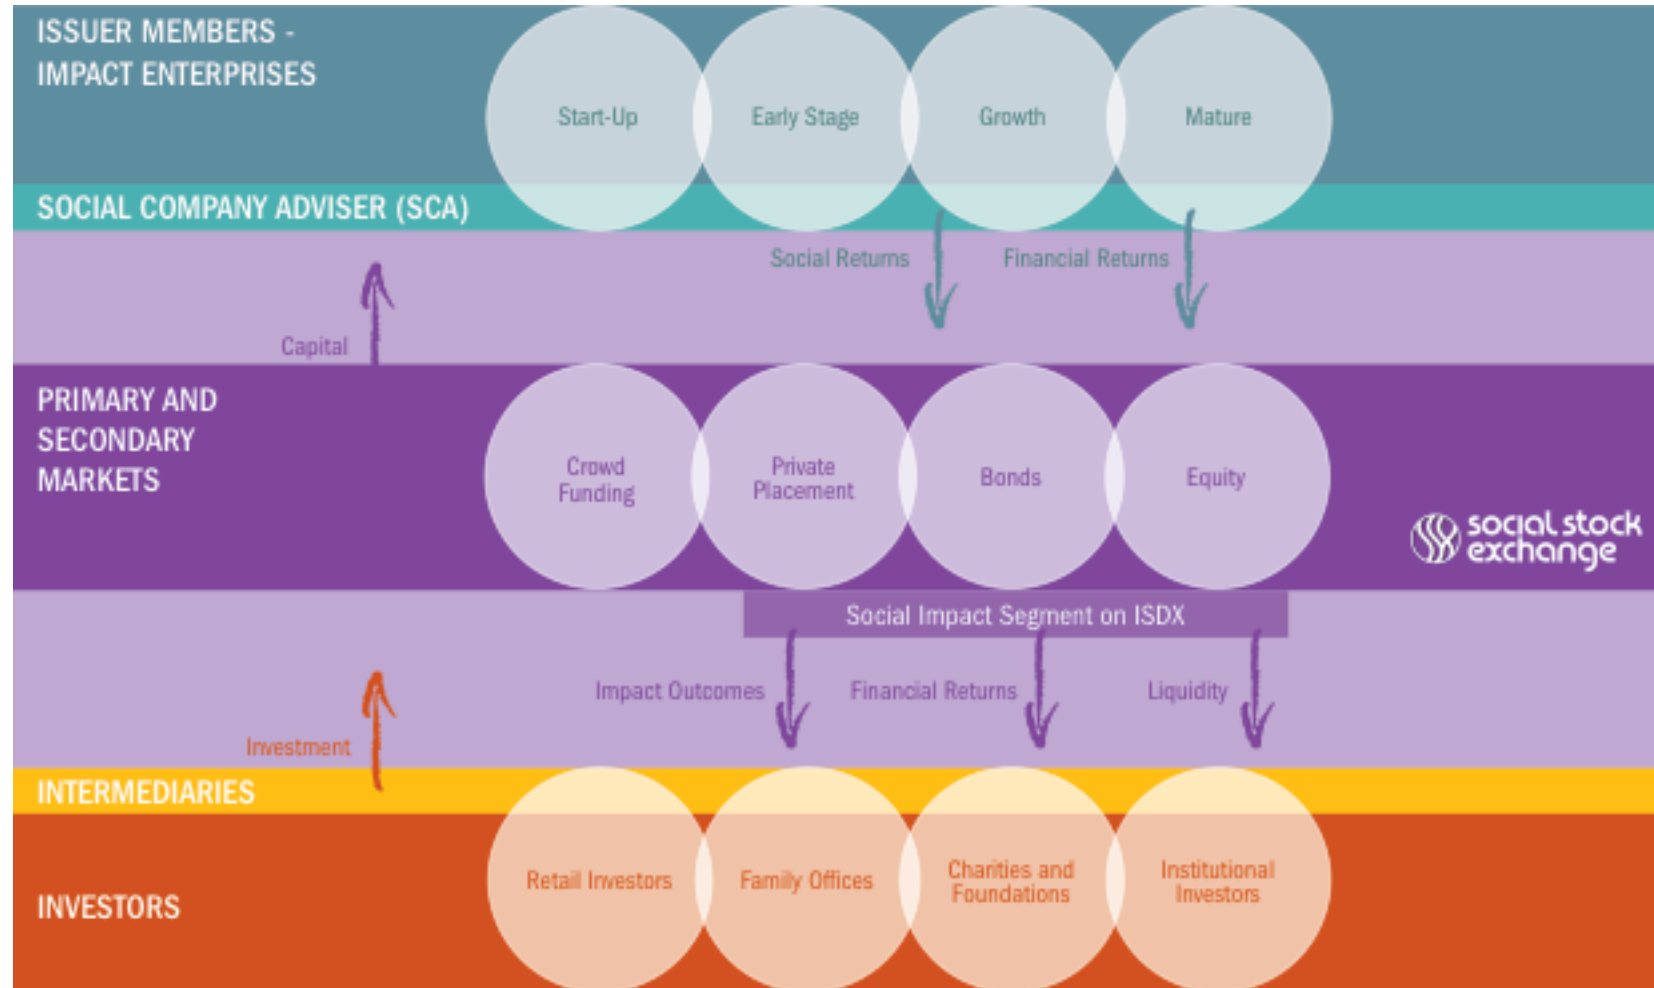 ISSUER MEMBERS -
IMPACT ENTERPRISES
Start-Up
Early Stage
Growth
Mature
SOCIAL COMPANY ADVISER (SCA)
Social Returns
Financial Returns
Capital
PRIMARY AND
SECONDARY
MARKETS
Crowd
Funding
Private
Placement
Bonds
Equity
social stock
exchange
Social Impact Segment on ISDX
Impact Outcomes
Financial Returns
Liquidity
Investment
INTERMEDIARIES
INVESTORS
Retail Investors
Family Offices
Charities and
Foundations
Institutional
Investors